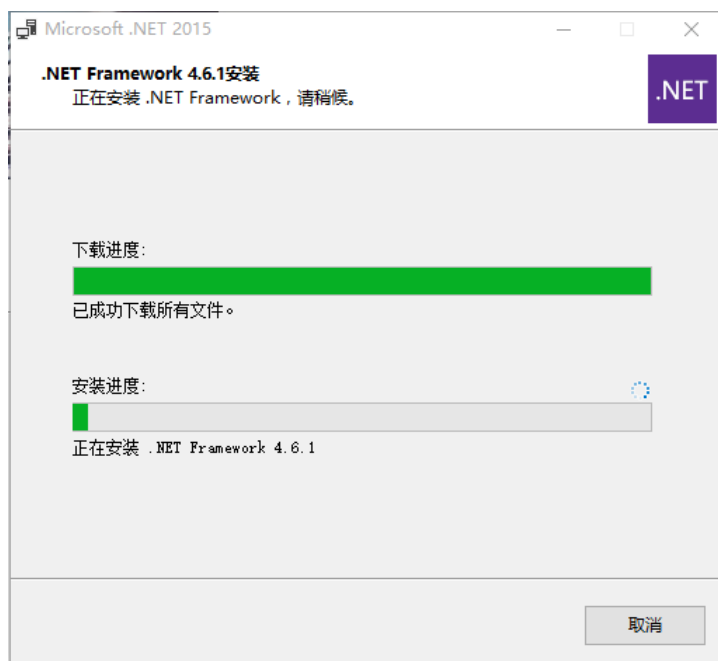 Microsoft .NET 2015
.NET Framework 4.6.1安装
正在安装 .NET Framework，请稍候。
.NET
下载进度:
已成功下载所有文件。
安装进度:
正在安装 .NET Framework 4.6.1
取消